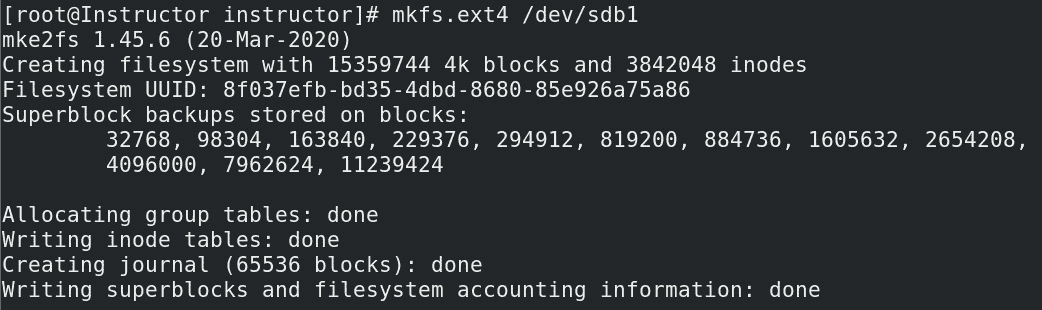 [root@Instructor instructor]# mkfs.ext4 /dev/sdb1
mke2fs 1.45.6 (20-Mar-2020)
Creating filesystem with 15359744 4k blocks and 3842048 inodes
Filesystem UUID: 8f037efb-bd35-4dbd-8680-85e926a75a86
Superblock backups stored on blocks:
32768, 98304, 163840, 229376, 294912, 819200, 884736, 1605632, 2654208,
4096000, 7962624, 11239424
Allocating group tables: done
Writing inode tables: done
Creating journal (65536 blocks): done
Writing superblocks and filesystem accounting information: done